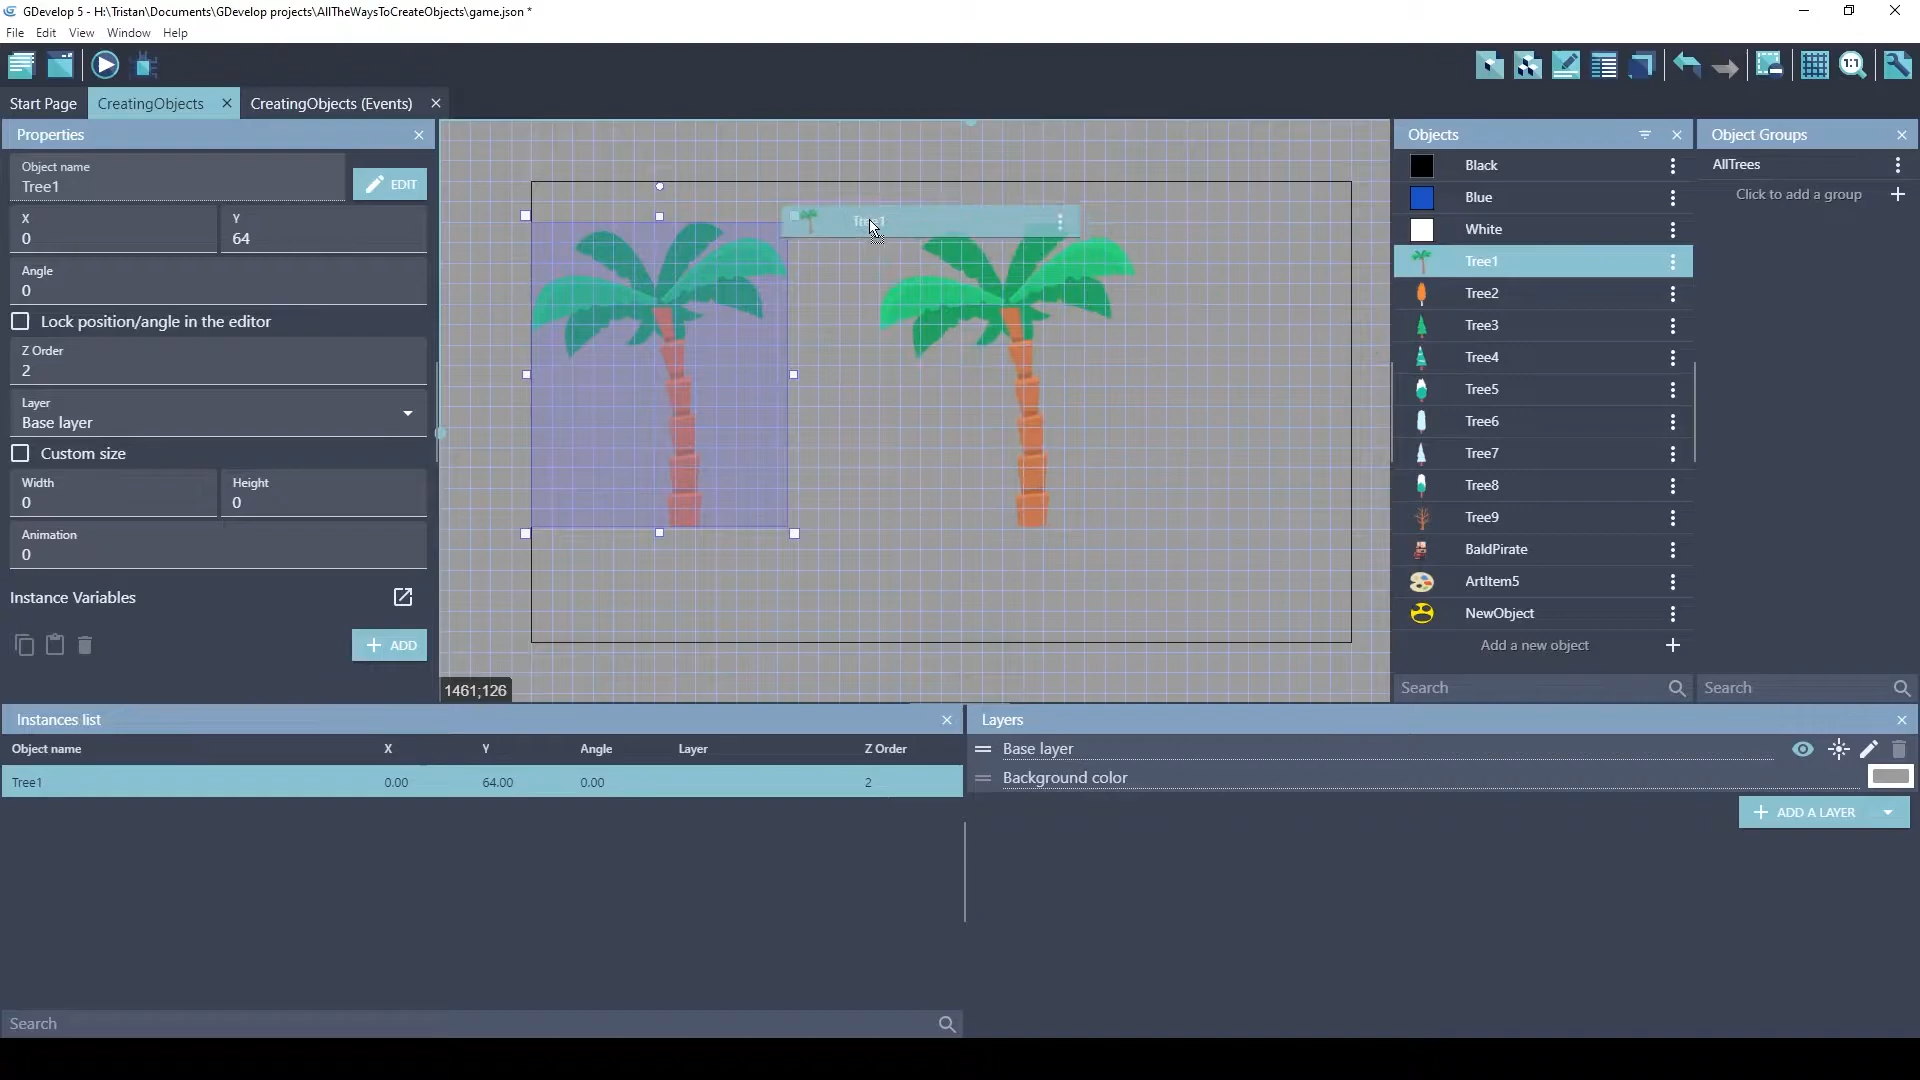 GDevelop 5 - H:\Tristan\Documents\GDevelop projects\AllTheWaysToCreateObjects\game.json *
File Edit View Window Help
1:1
Start Page CreatingObjects CreatingObjects (Events)
Properties
Object name
Tree1
EDIT
X
0
Y
64
Angle
0
Lock position/angle in the editor
Z Order
2
Layer
Base layer
Custom size
Width
0
Height
0
Animation
0
Instance Variables
ADD
Tree1
1461;126
Objects
Black
Blue
White
Tree1
Tree2
Tree3
Tree4
Tree5
Tree6
Tree7
Tree8
Tree9
BaldPirate
ArtItem5
NewObject
Add a new object
Search
Object Groups
AllTrees
Click to add a group
Search
Instances list
Object name X Y Angle Layer Z Order
Tree1 0.00 64.00 0.00 2
Search
Layers
Base layer
Background color
ADD A LAYER